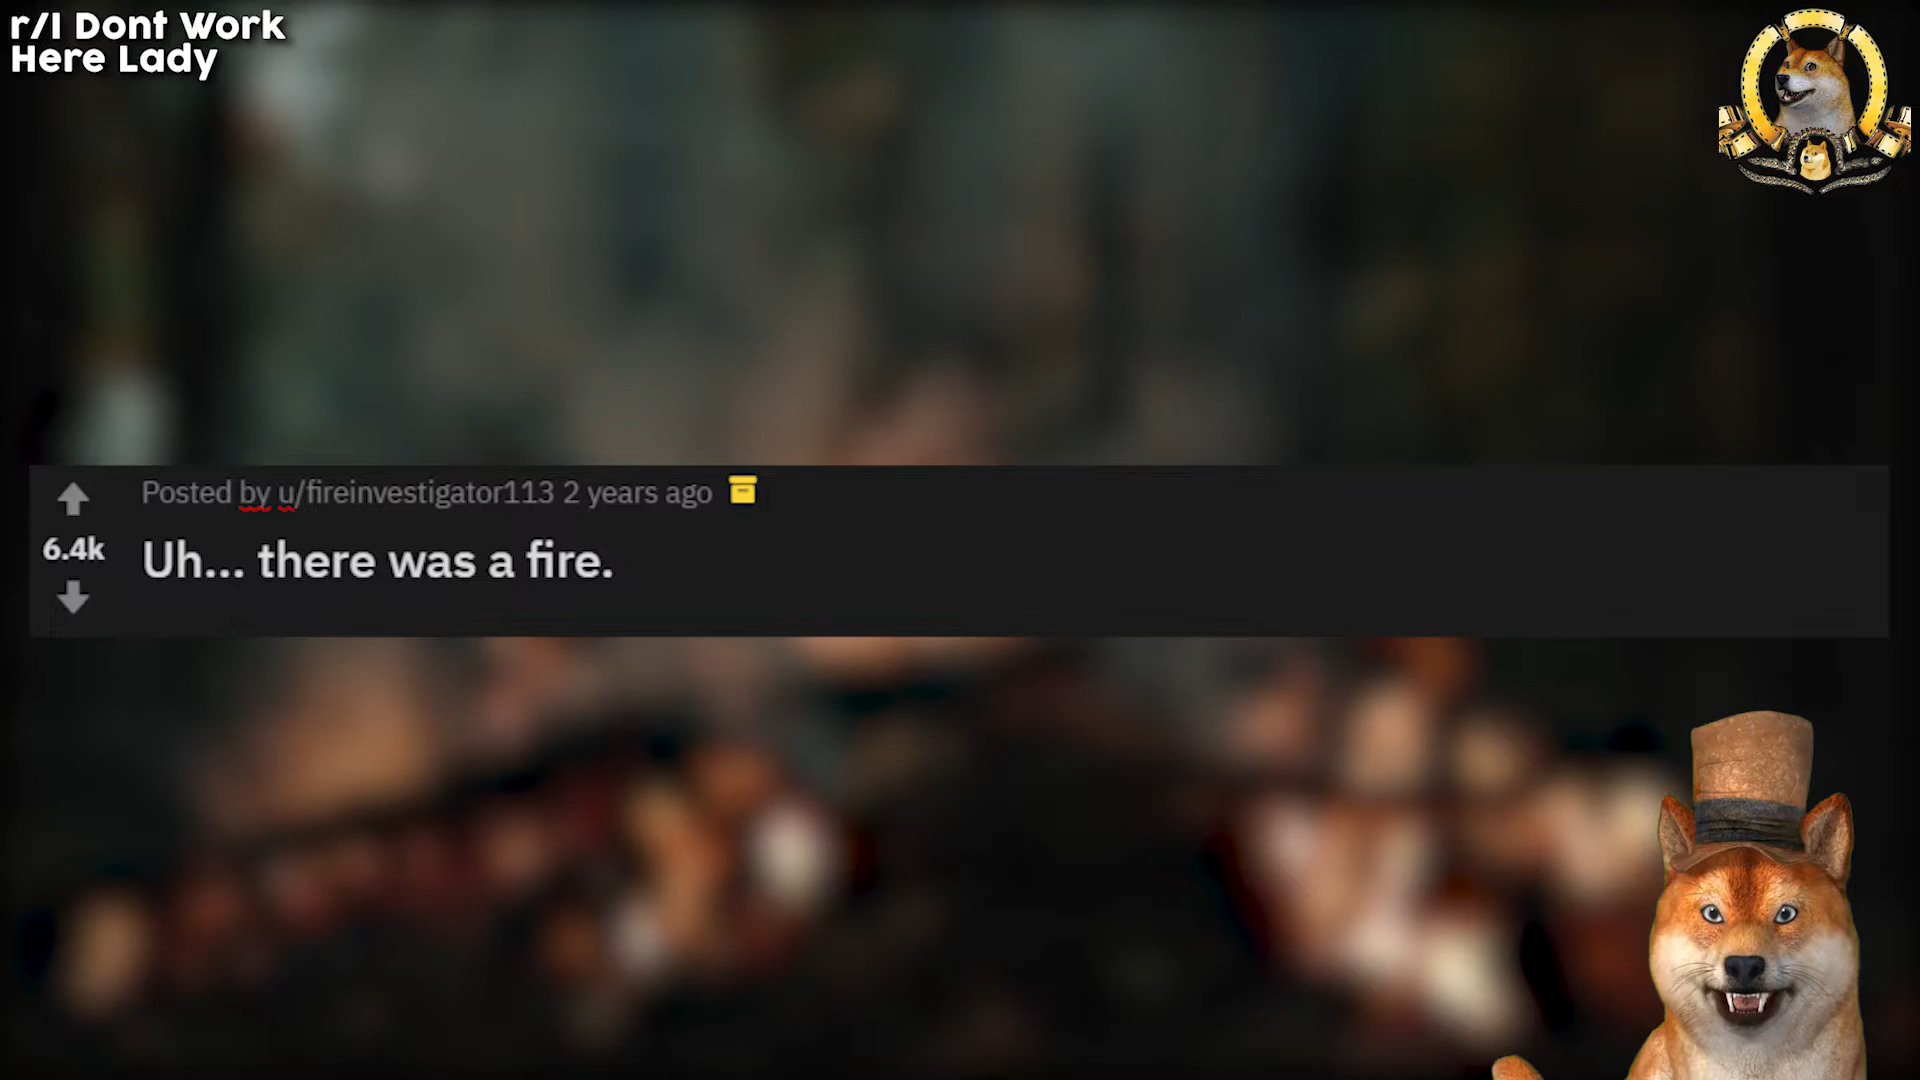 r/I Dont Work
Here Lady
Posted by u/fireinvestigator113 2 years ago
6.4k
Uh... there was a fire.